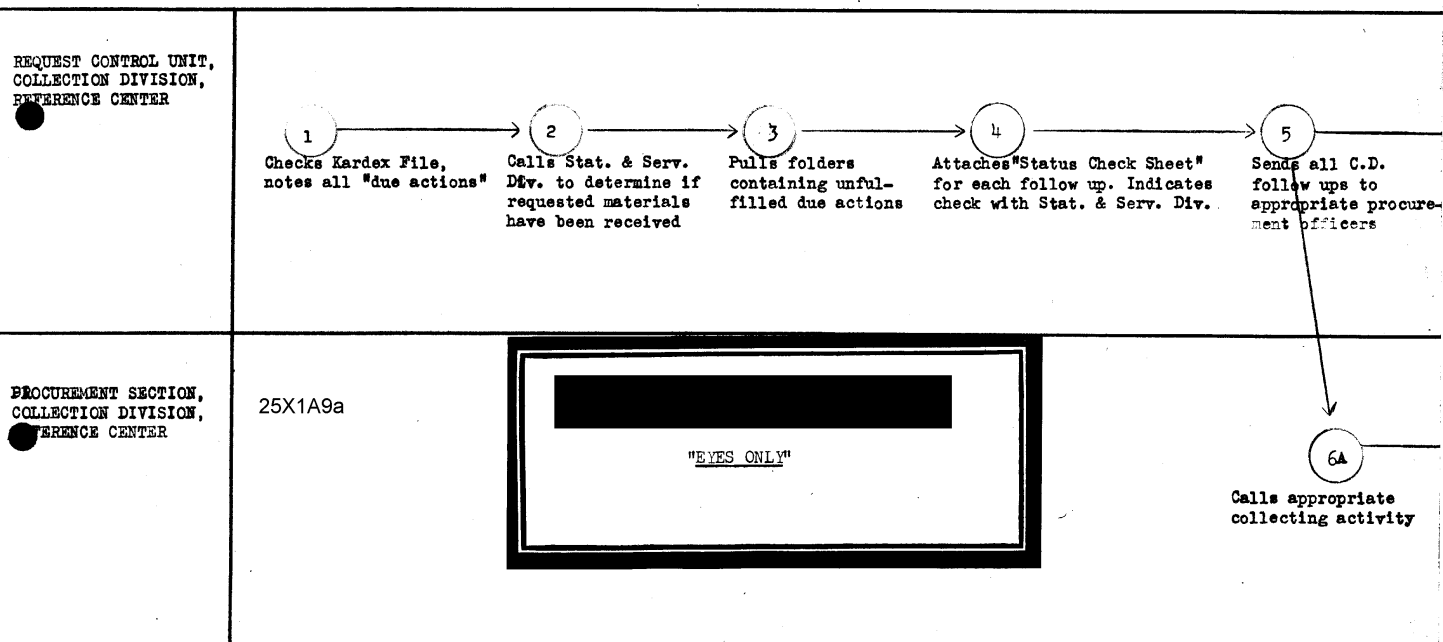 REQUEST CONTROL UNIT,
COLLECTION DIVISION,
REFERENCE CENTER
1
Checks Kardex File,
notes all "due actions"
2
Calls Stat. & Serv.
Div. to determine if
requested materials
have been received
3
Pulls folders
containing unful-
filled due actions
4
Attaches "Status Check Sheet"
for each follow up. Indicates
check with Stat. & Serv. Div.
5
Sends all C.D.
follow ups to
appropriate procure-
ment officers
PROCUREMENT SECTION,
COLLECTION DIVISION,
REFERENCE CENTER
25X1A9a
"EYES ONLY"
6A
Calls appropriate
collecting activity